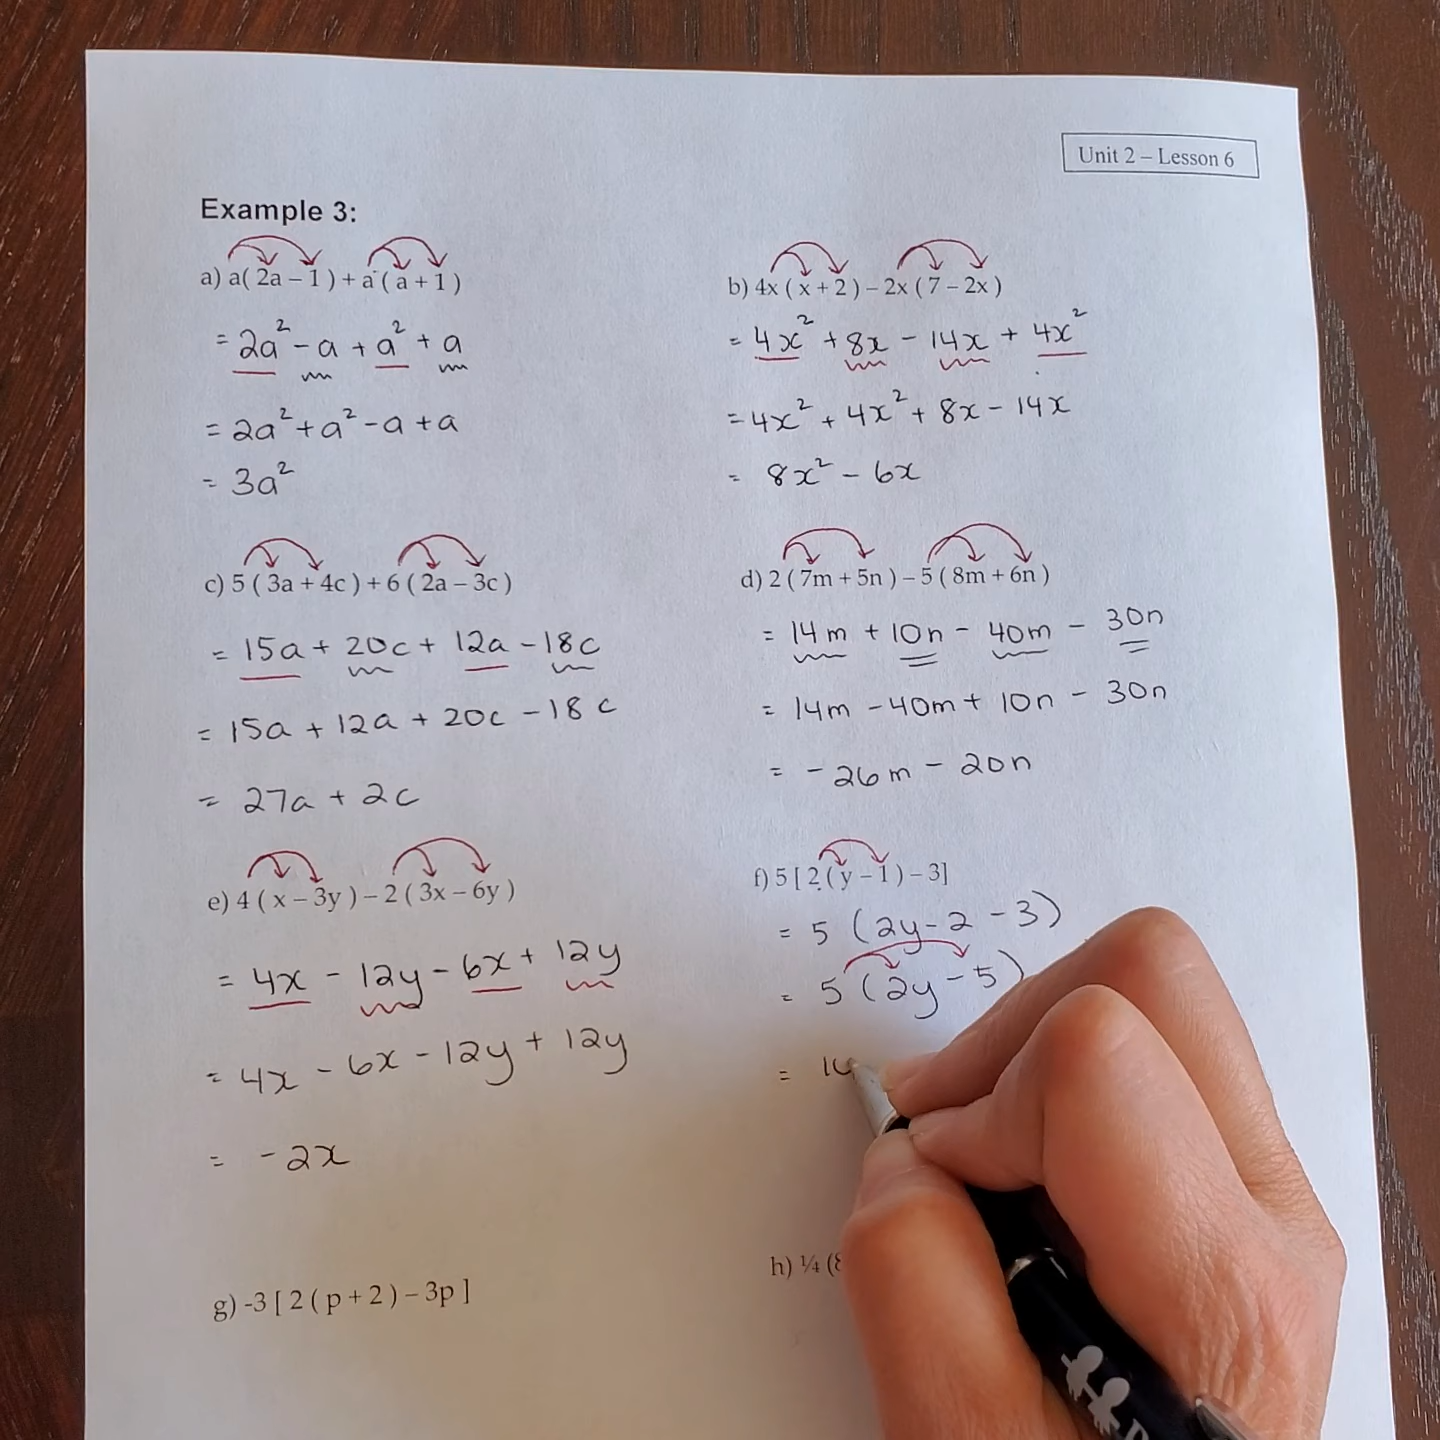 Unit 2 – Lesson 6
Example 3:
a) a( 2a – 1 ) + a ( a + 1 )
= 2a² - a + a² + a
= 2a² + a² - a + a
= 3a²
b) 4x ( x + 2 ) – 2x ( 7 – 2x )
= 4x² + 8x - 14x + 4x²
= 4x² + 4x² + 8x - 14x
= 8x² - 6x
c) 5 ( 3a + 4c ) + 6 ( 2a – 3c )
= 15a + 20c + 12a - 18c
= 15a + 12a + 20c - 18c
= 27a + 2c
d) 2 ( 7m + 5n ) – 5 ( 8m + 6n )
= 14m + 10n - 40m - 30n
= 14m - 40m + 10n - 30n
= -26m - 20n
e) 4 ( x – 3y ) – 2 ( 3x – 6y )
= 4x - 12y - 6x + 12y
= 4x - 6x - 12y + 12y
= -2x
f) 5 [ 2 ( y – 1 ) – 3]
= 5 (2y - 2 - 3)
= 5 (2y - 5)
= 10
g) -3 [ 2 ( p + 2 ) – 3p ]
h) ¼ (8